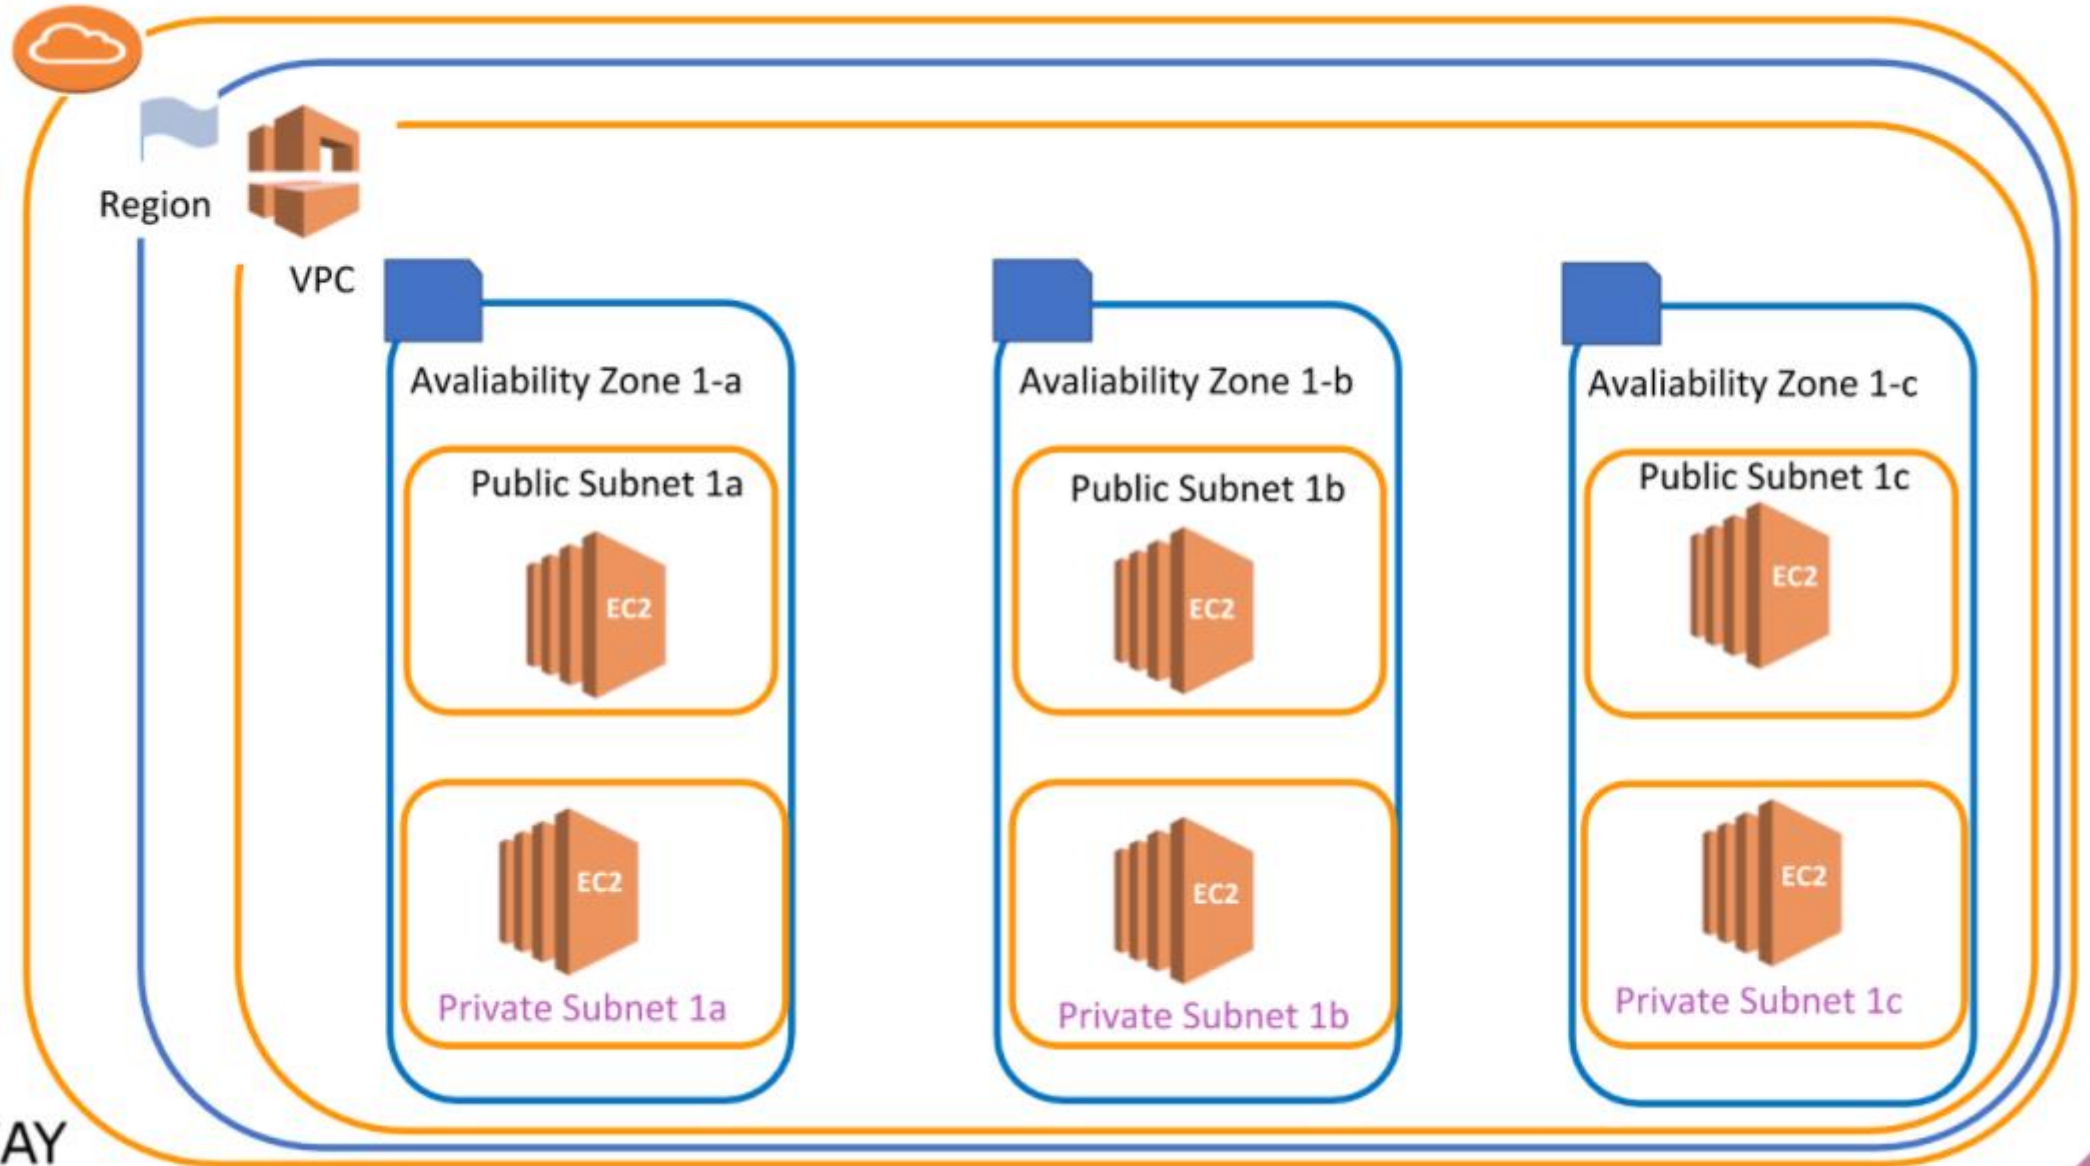 Region
VPC
Avaliability Zone 1-a
Avaliability Zone 1-b
Avaliability Zone 1-c
Public Subnet 1a
Public Subnet 1b
Public Subnet 1c
EC2
EC2
EC2
EC2
EC2
EC2
Private Subnet 1a
Private Subnet 1b
Private Subnet 1c
AY